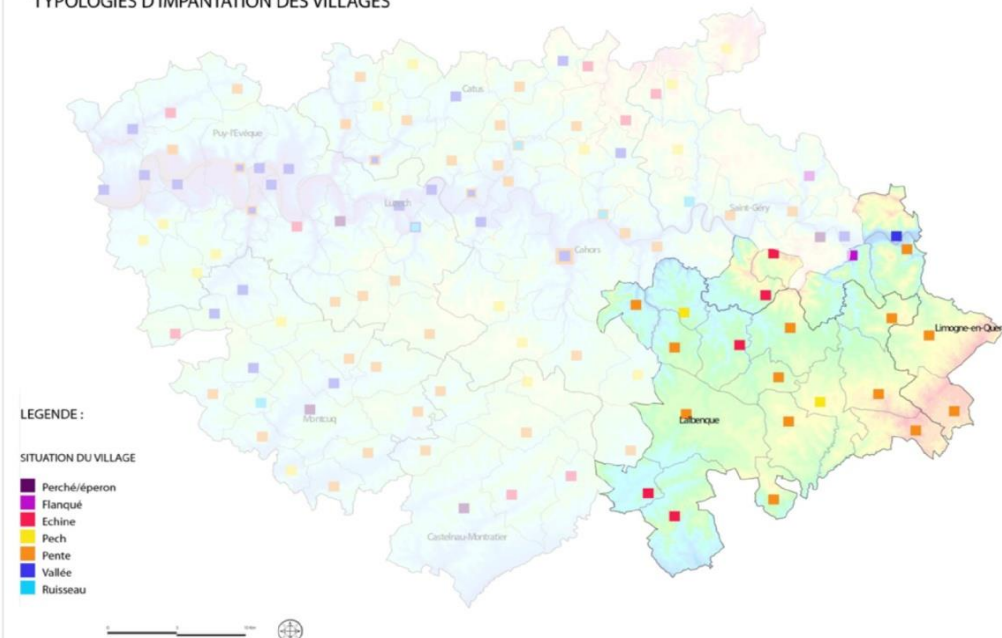 TYPOLOGIES D'IMPANTATION DES VILLAGES
Catus
Puy-l'Evêque
Luzech
Saint-Géry
Cahors
Limogne-en-Quer
Lalbenque
Montcuq
Castelnau-Montratier
LEGENDE :
SITUATION DU VILLAGE
Perché/éperon
Flanqué
Echine
Pech
Pente
Vallée
Ruisseau